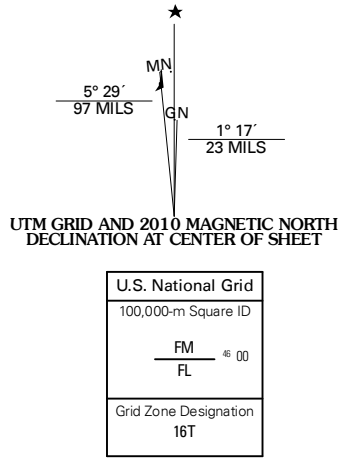 ★
MN
5° 29´
97 MILS
GN
1° 17´
23 MILS
UTM GRID AND 2010 MAGNETIC NORTH
DECLINATION AT CENTER OF SHEET
U.S. National Grid
100,000-m Square ID
FM
46 00
FL
Grid Zone Designation
16T